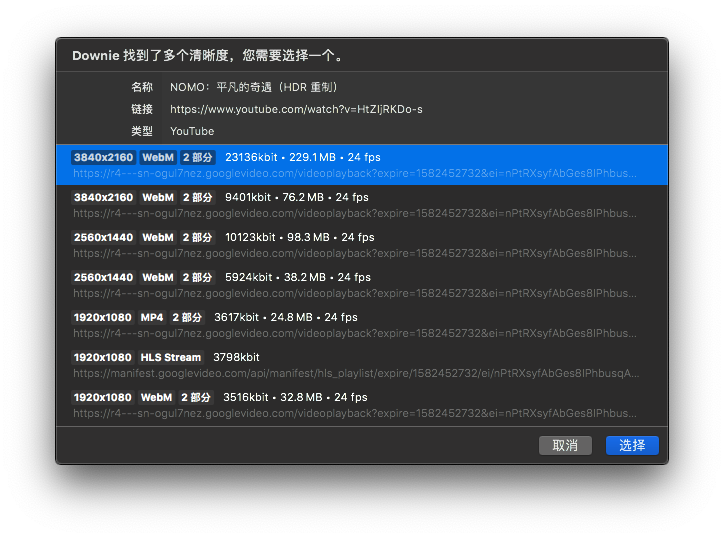 Downie 找到了多个清晰度，您需要选择一个。
名称 NOMO：平凡的奇遇（HDR 重制）
链接 https://www.youtube.com/watch?v=HtZIjRKDo-s
类型 YouTube
3840x2160 WebM 2 部分 23136kbit • 229.1 MB • 24 fps
https://r4---sn-ogul7nez.googlevideo.com/videoplayback?expire=1582452732&ei=nPtRXsyfAbGes8IPhbus...
3840x2160 WebM 2 部分 9401kbit • 76.2 MB • 24 fps
https://r4---sn-ogul7nez.googlevideo.com/videoplayback?expire=1582452732&ei=nPtRXsyfAbGes8IPhbus...
2560x1440 WebM 2 部分 10123kbit • 98.3 MB • 24 fps
https://r4---sn-ogul7nez.googlevideo.com/videoplayback?expire=1582452732&ei=nPtRXsyfAbGes8IPhbus...
2560x1440 WebM 2 部分 5924kbit • 38.2 MB • 24 fps
https://r4---sn-ogul7nez.googlevideo.com/videoplayback?expire=1582452732&ei=nPtRXsyfAbGes8IPhbus...
1920x1080 MP4 2 部分 3617kbit • 24.8 MB • 24 fps
https://r4---sn-ogul7nez.googlevideo.com/videoplayback?expire=1582452732&ei=nPtRXsyfAbGes8IPhbus...
1920x1080 HLS Stream 3798kbit
https://manifest.googlevideo.com/api/manifest/hls_playlist/expire/1582452732/ei/nPtRXsyfAbGes8IPhbusqA...
1920x1080 WebM 2 部分 3516kbit • 32.8 MB • 24 fps
https://r4---sn-ogul7nez.googlevideo.com/videoplayback?expire=1582452732&ei=nPtRXsyfAbGes8IPhbus...
取消 选择